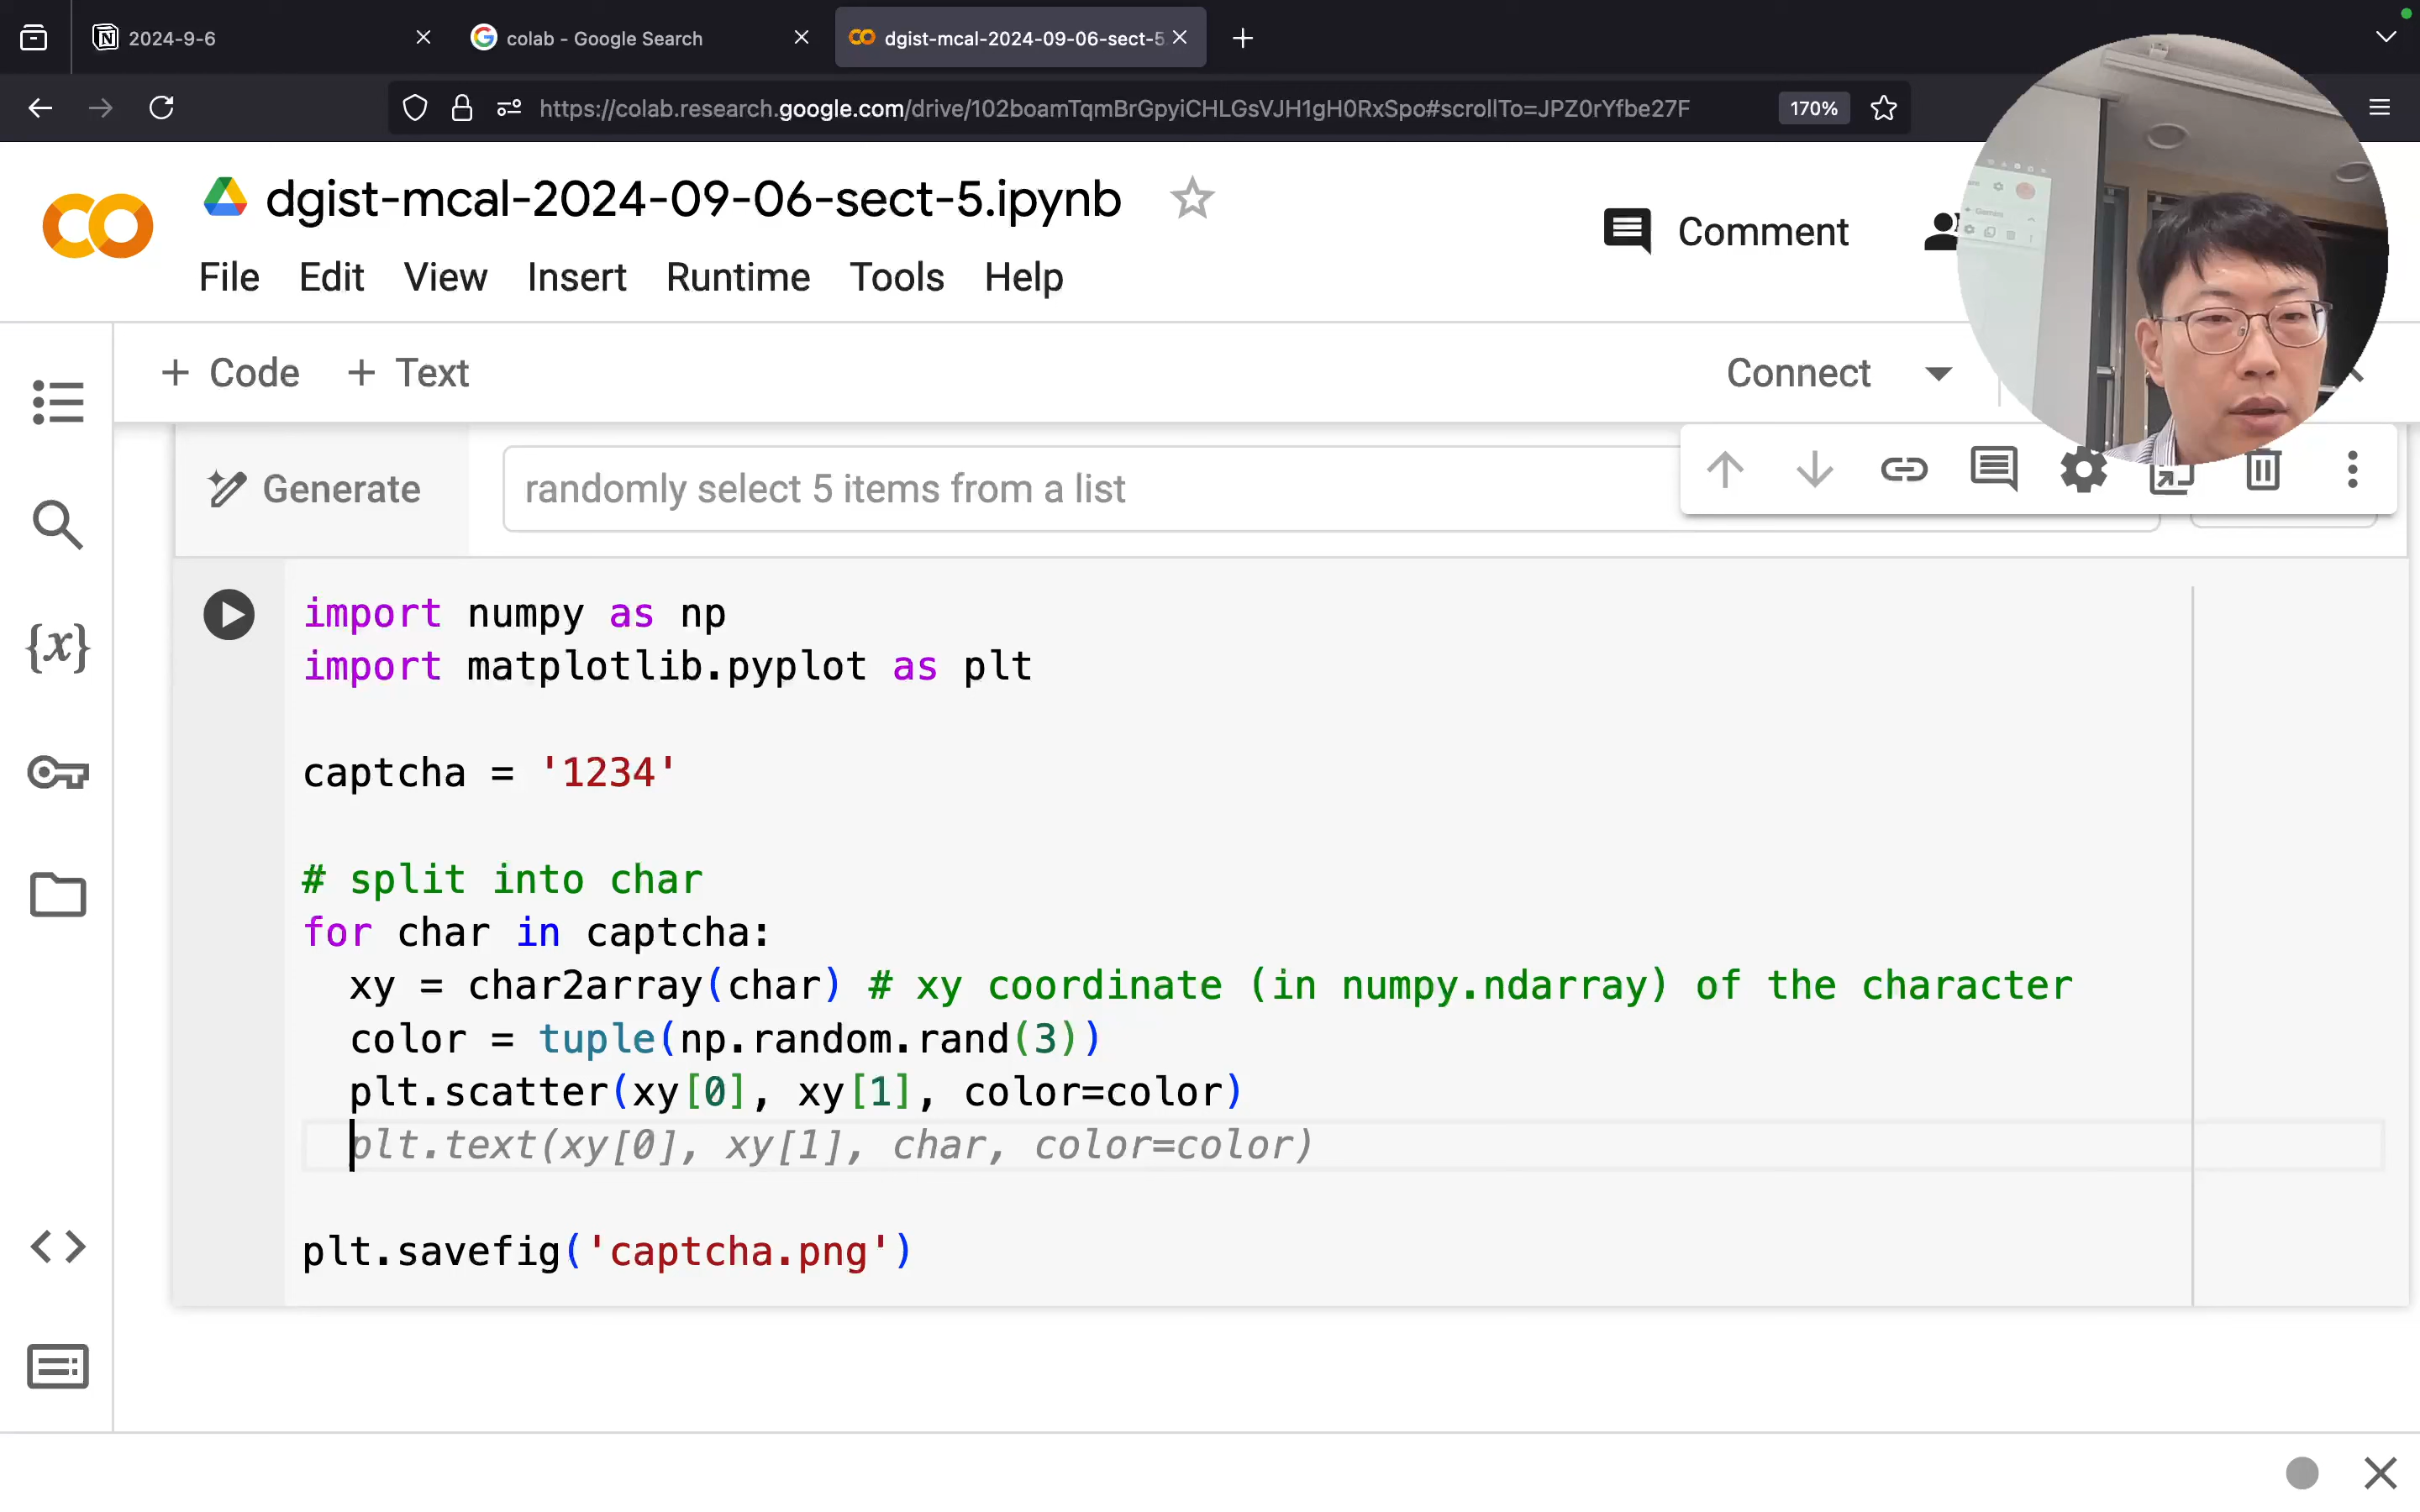 2024-9-6
colab - Google Search
dgist-mcal-2024-09-06-sect-5
https://colab.research.google.com/drive/102boamTqmBrGpyiCHLGsVJH1gH0RxSpo#scrollTo=JPZ0rYfbe27F
170%
dgist-mcal-2024-09-06-sect-5.ipynb
Comment
File Edit View Insert Runtime Tools Help
+ Code + Text
Connect
Generate
randomly select 5 items from a list
import numpy as np
import matplotlib.pyplot as plt
captcha = '1234'
# split into char
for char in captcha:
xy = char2array(char) # xy coordinate (in numpy.ndarray) of the character
color = tuple(np.random.rand(3))
plt.scatter(xy[0], xy[1], color=color)
plt.text(xy[0], xy[1], char, color=color)
plt.savefig('captcha.png')